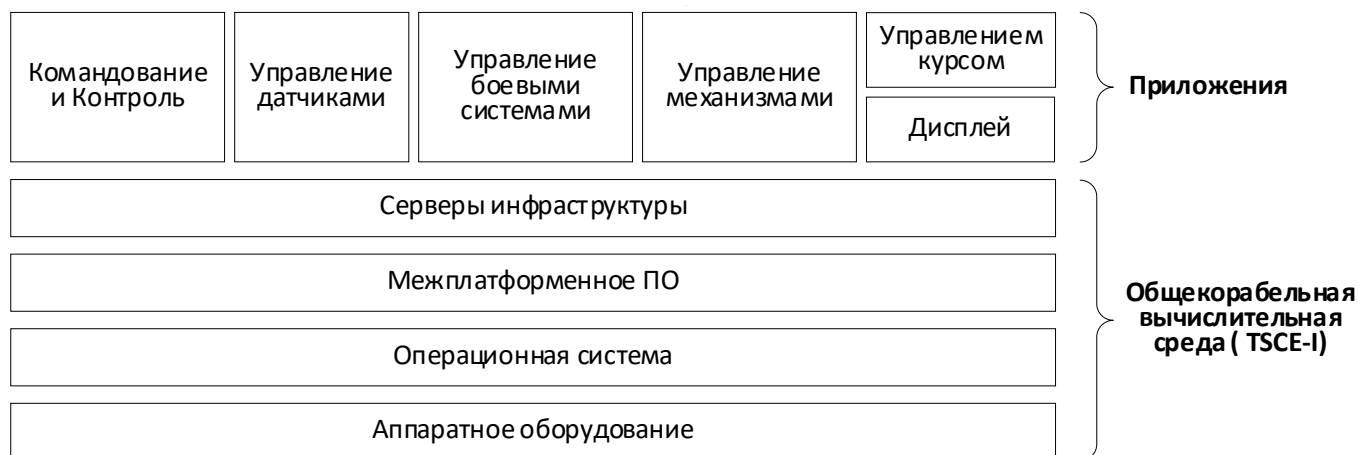 Командование
и Контроль
Управление
датчиками
Управление
боевыми
системами
Управление
механизмами
Управлением
курсом
Дисплей
Приложения
Серверы инфраструктуры
Межплатформенное ПО
Операционная система
Аппаратное оборудование
Общекорабельная
вычислительная
среда ( TSCE-I)